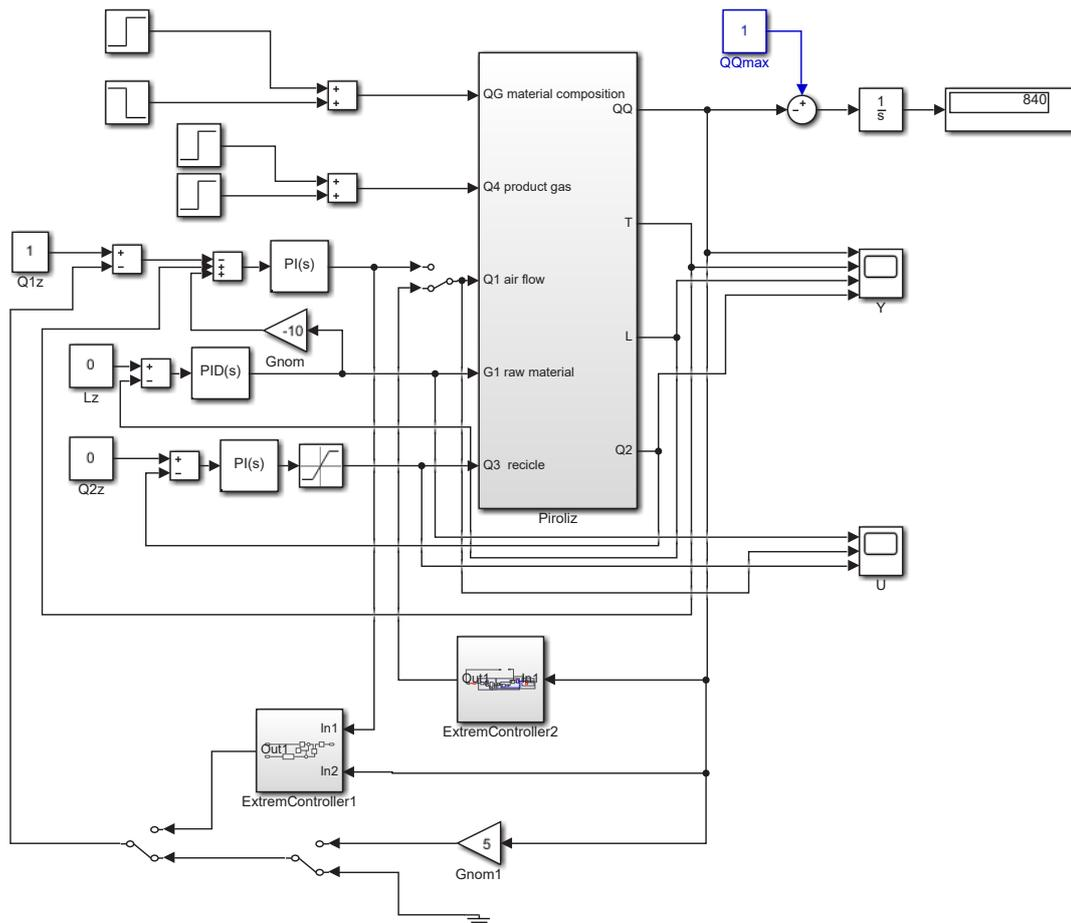 1
QQmax
+
+
QG material composition
QQ
-
+
1
s
840
+
+
Q4 product gas
T
1
Q1z
+
−
−
+
+
PI(s)
Q1 air flow
Y
-10
Gnom
L
0
Lz
+
−
PID(s)
G1 raw material
0
Q2z
+
−
PI(s)
Q3 recicle
Q2
Piroliz
U
Out1
In1
ExtremController2
In1
Out1
In2
ExtremController1
5
Gnom1